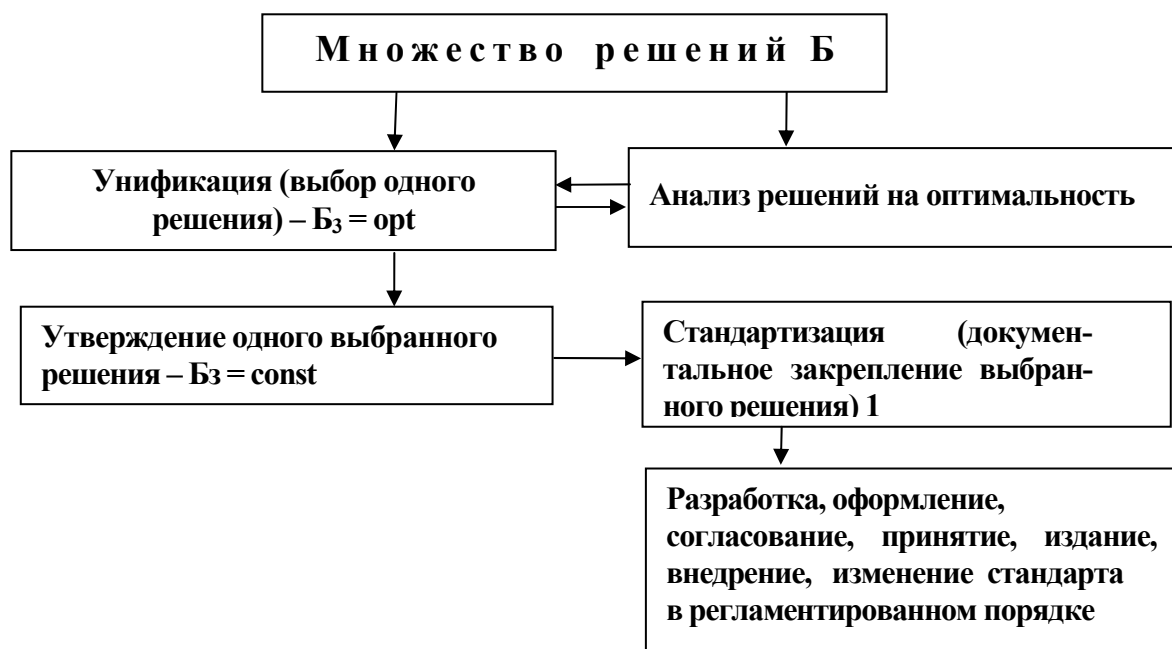 Множество решений Б
Унификация (выбор одного
решения) – Б₃ = opt
Анализ решений на оптимальность
Утверждение одного выбранного
решения – Бз = const
Стандартизация (докумен-
тальное закрепление выбран-
ного решения) 1
Разработка, оформление,
согласование, принятие, издание,
внедрение, изменение стандарта
в регламентированном порядке